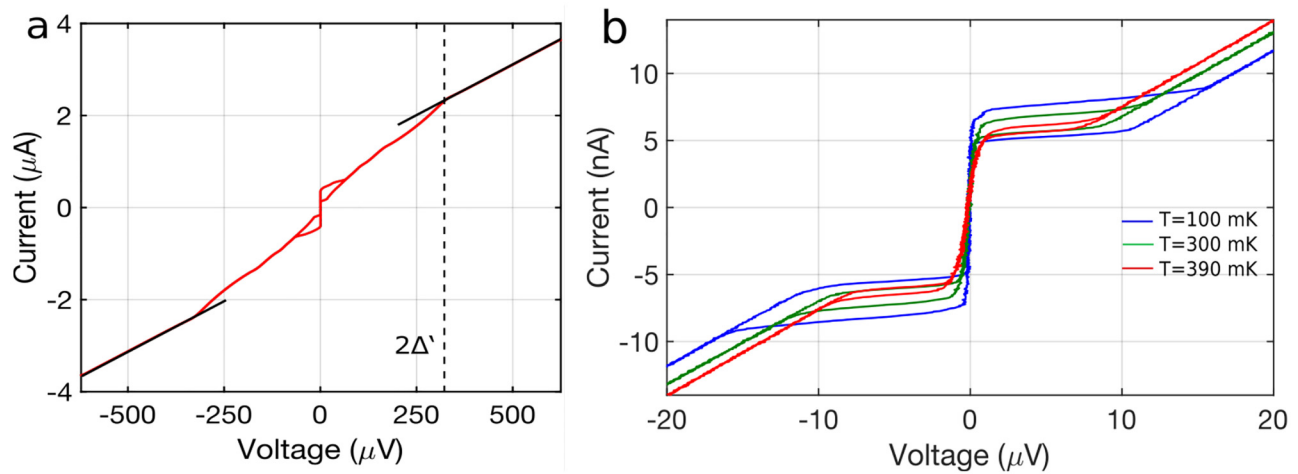 a
Current (μA)
4
2
0
-2
-4
2Δ‵
-500
-250
0
250
500
Voltage (μV)
b
Current (nA)
10
5
0
-5
-10
T=100 mK
T=300 mK
T=390 mK
-20
-10
0
10
20
Voltage (μV)